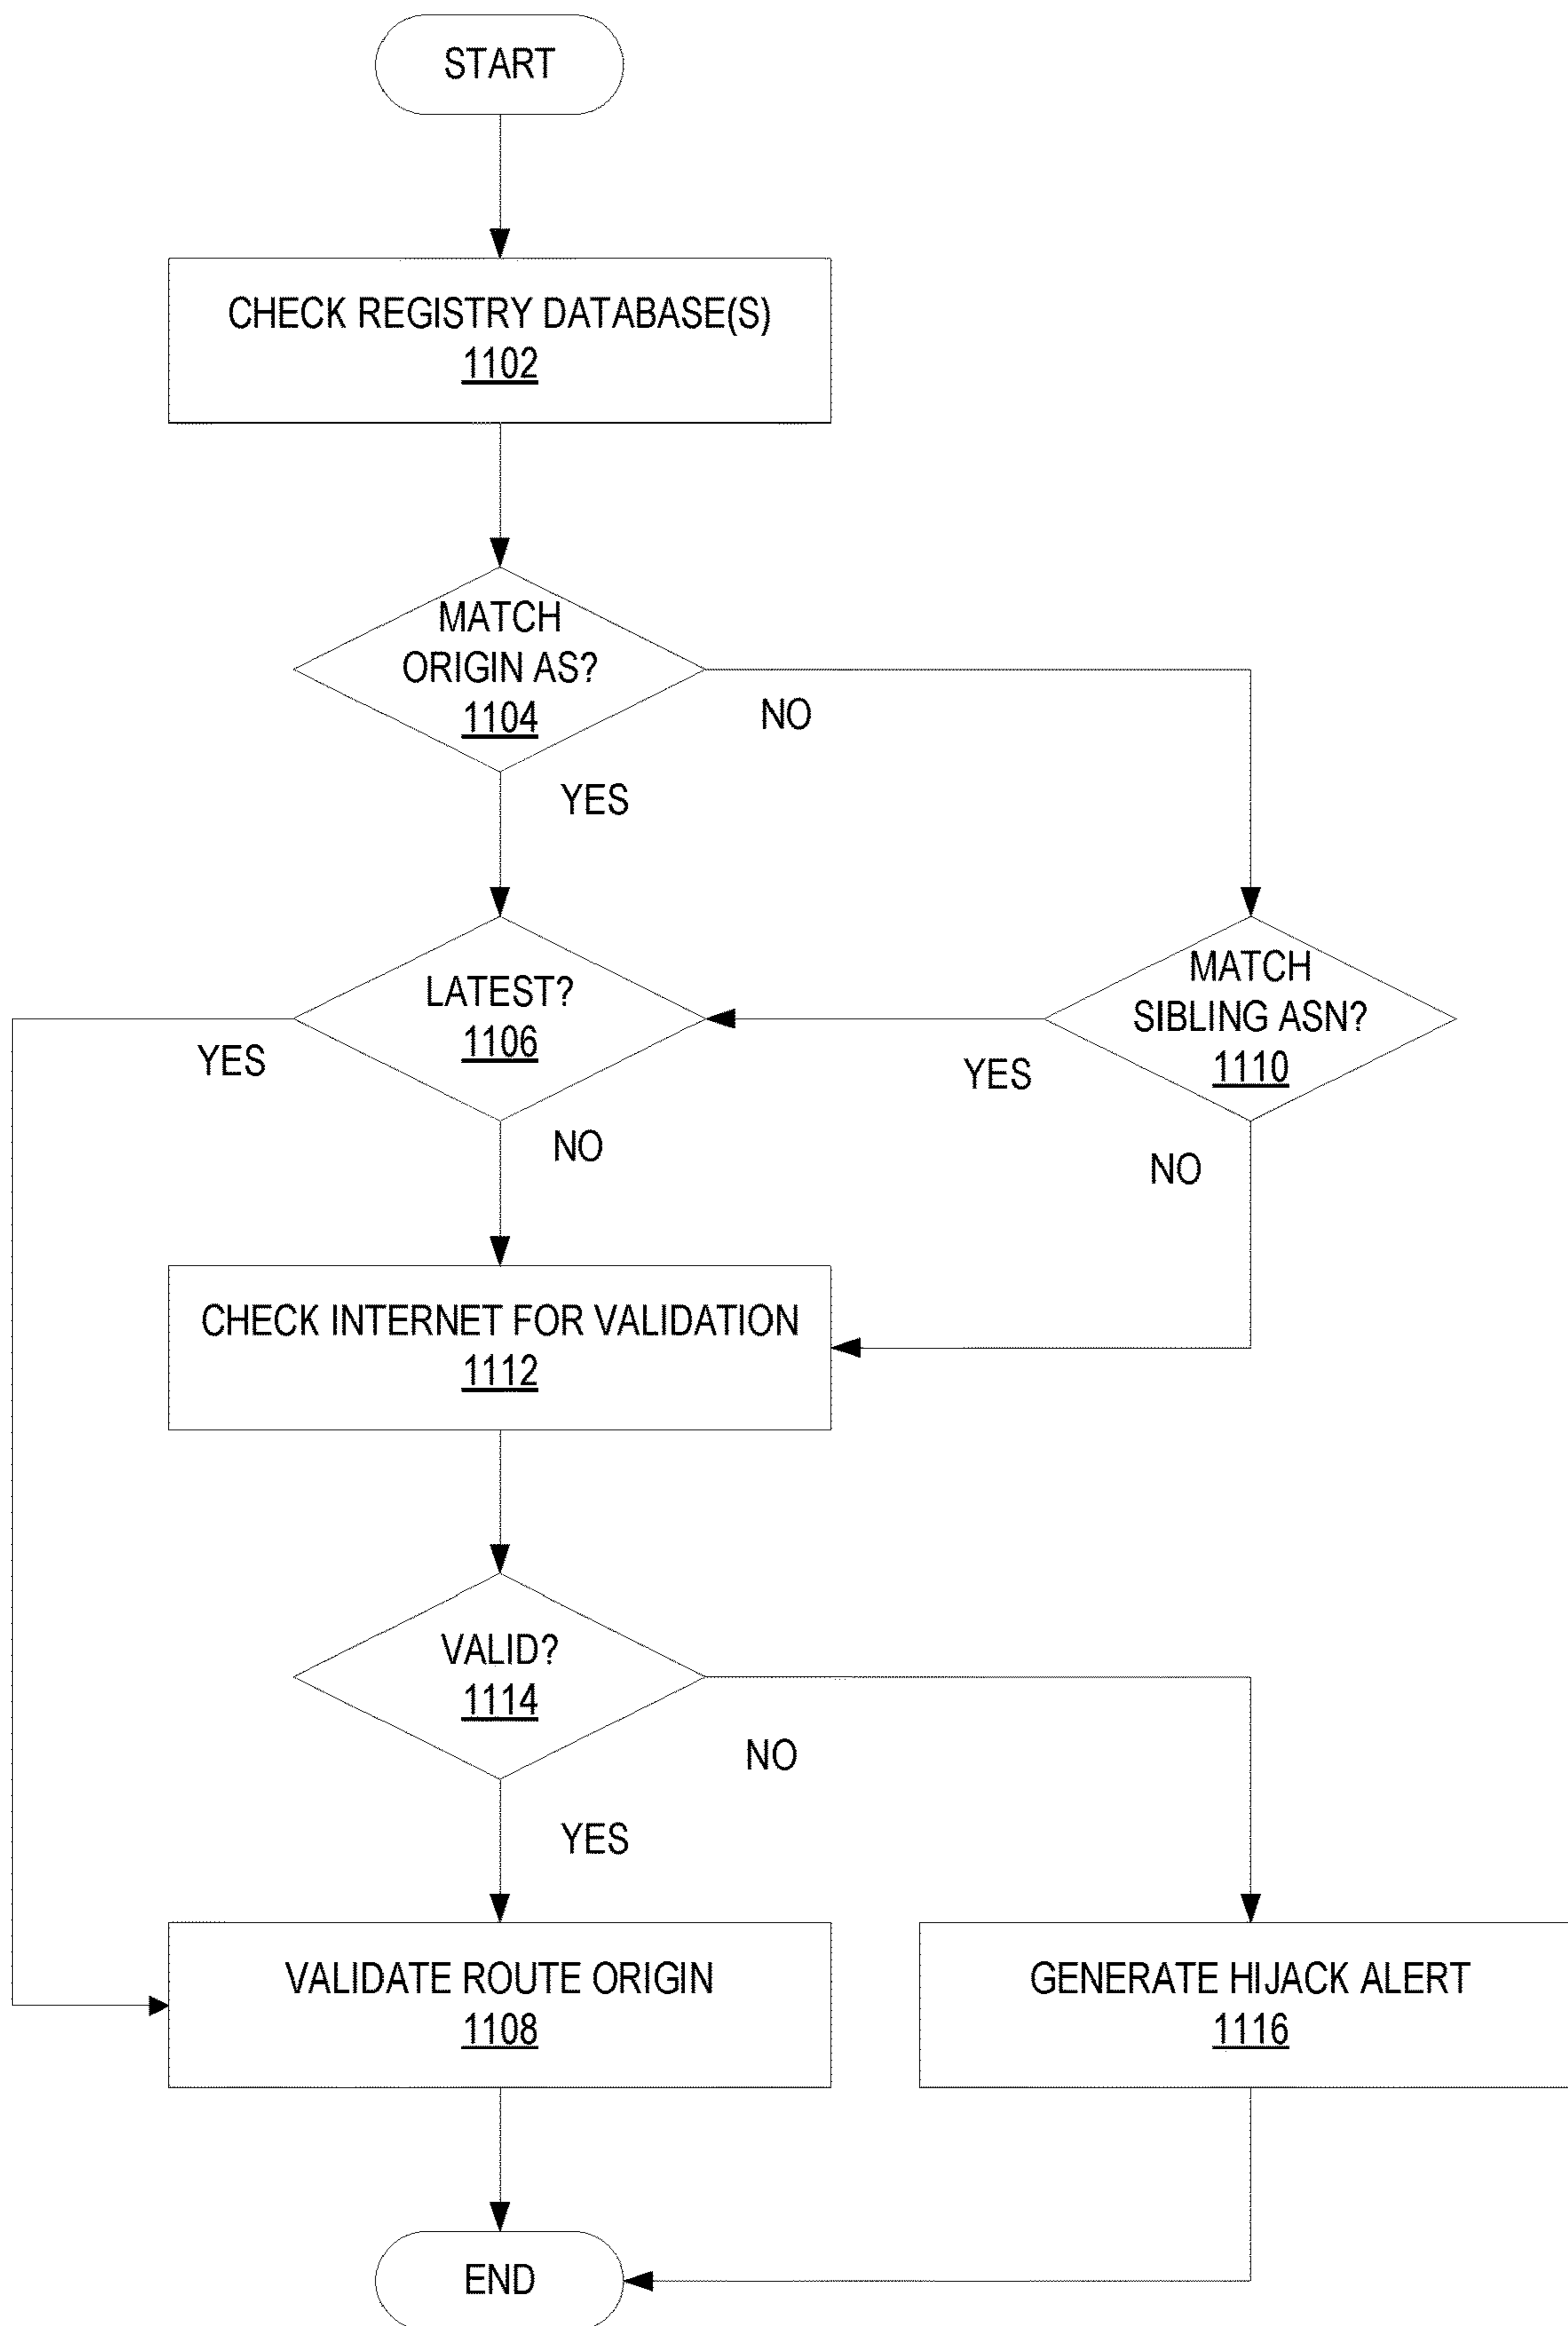 START
CHECK REGISTRY DATABASE(S)
1102
MATCH
ORIGIN AS?
1104
NO
YES
LATEST?
1106
YES
MATCH
SIBLING ASN?
1110
YES
NO
NO
CHECK INTERNET FOR VALIDATION
1112
VALID?
1114
NO
YES
VALIDATE ROUTE ORIGIN
1108
GENERATE HIJACK ALERT
1116
END